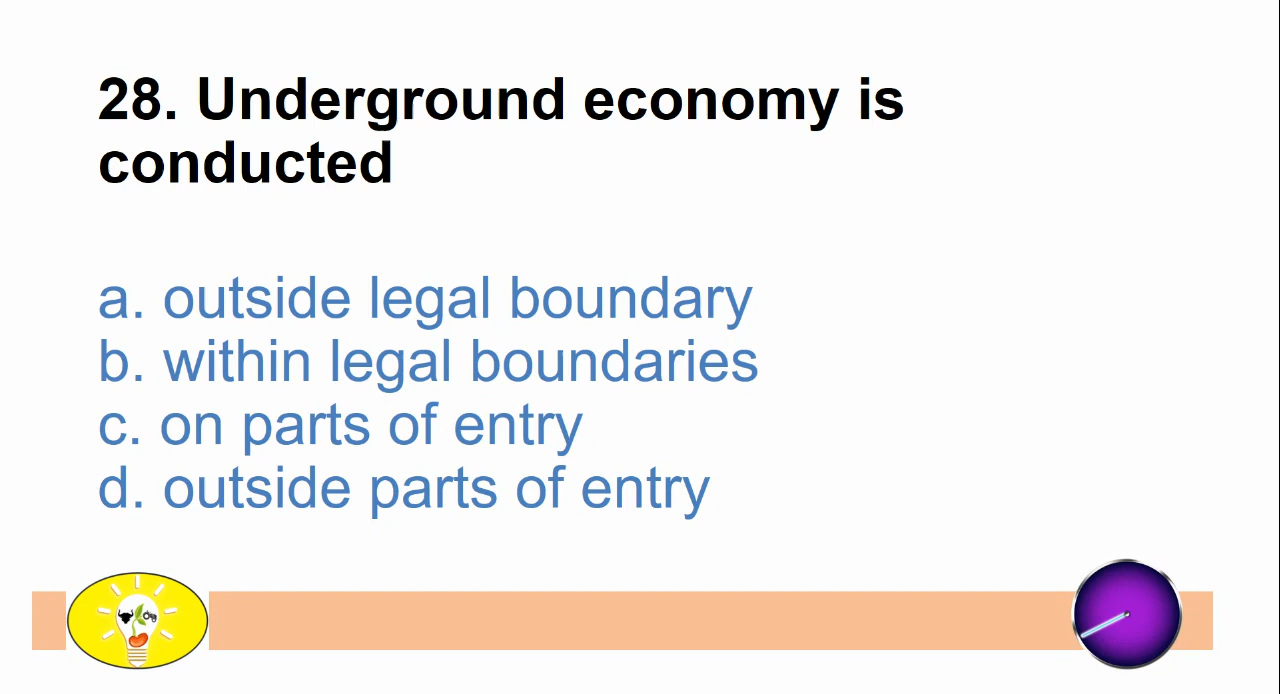 28. Underground economy is
conducted
a. outside legal boundary
b. within legal boundaries
c. on parts of entry
d. outside parts of entry